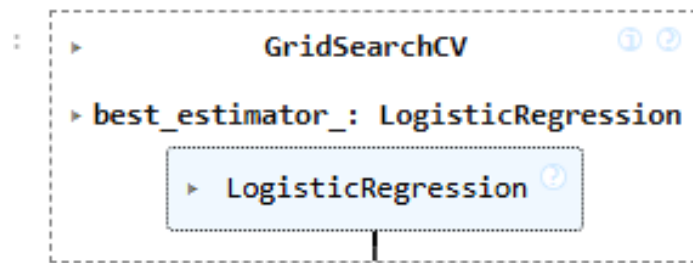 :
GridSearchCV i ?
best_estimator_: LogisticRegression
LogisticRegression ?